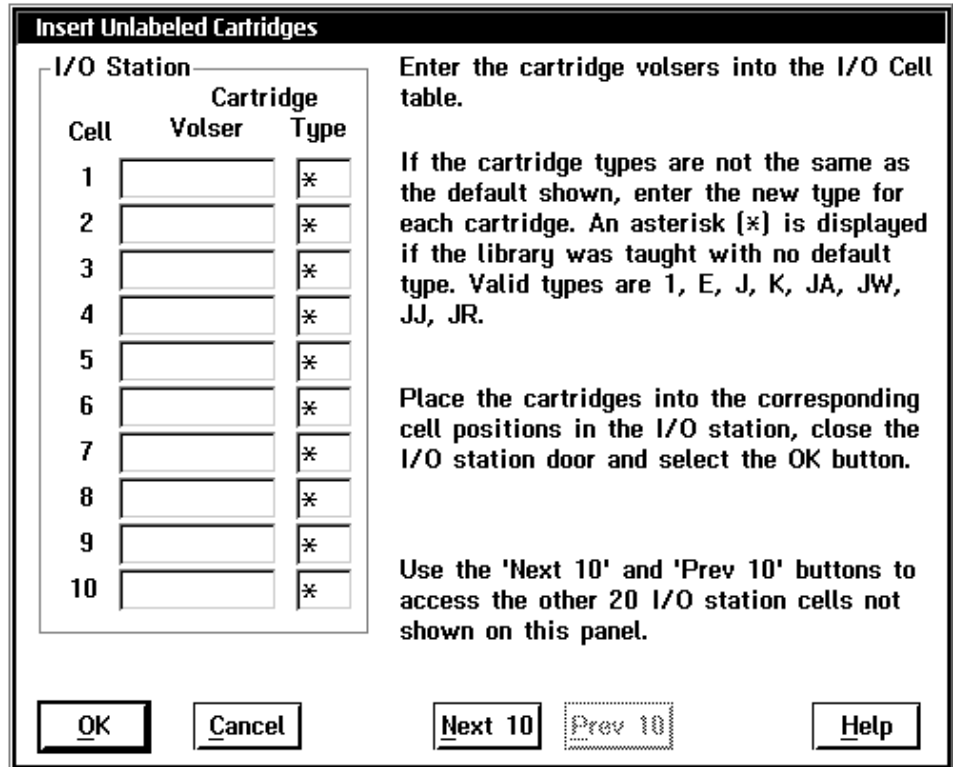 Insert Unlabeled Cartridges
I/O Station
Cartridge
Cell Volser Type
1 *
2 *
3 *
4 *
5 *
6 *
7 *
8 *
9 *
10 *
Enter the cartridge volsers into the I/O Cell
table.
If the cartridge types are not the same as
the default shown, enter the new type for
each cartridge. An asterisk (*) is displayed
if the library was taught with no default
type. Valid types are 1, E, J, K, JA, JW,
JJ, JR.
Place the cartridges into the corresponding
cell positions in the I/O station, close the
I/O station door and select the OK button.
Use the 'Next 10' and 'Prev 10' buttons to
access the other 20 I/O station cells not
shown on this panel.
OK Cancel Next 10 Prev 10 Help